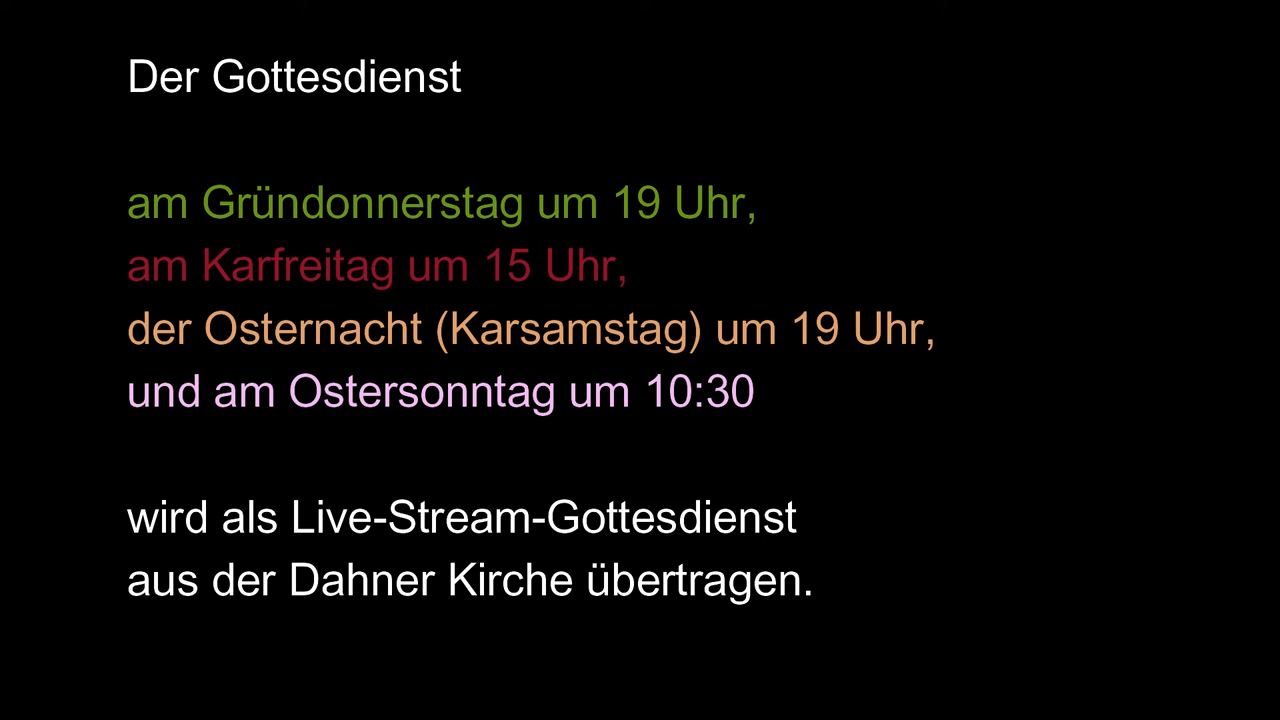 Der Gottesdienst
am Gründonnerstag um 19 Uhr,
am Karfreitag um 15 Uhr,
der Osternacht (Karsamstag) um 19 Uhr,
und am Ostersonntag um 10:30
wird als Live-Stream-Gottesdienst
aus der Dahner Kirche übertragen.